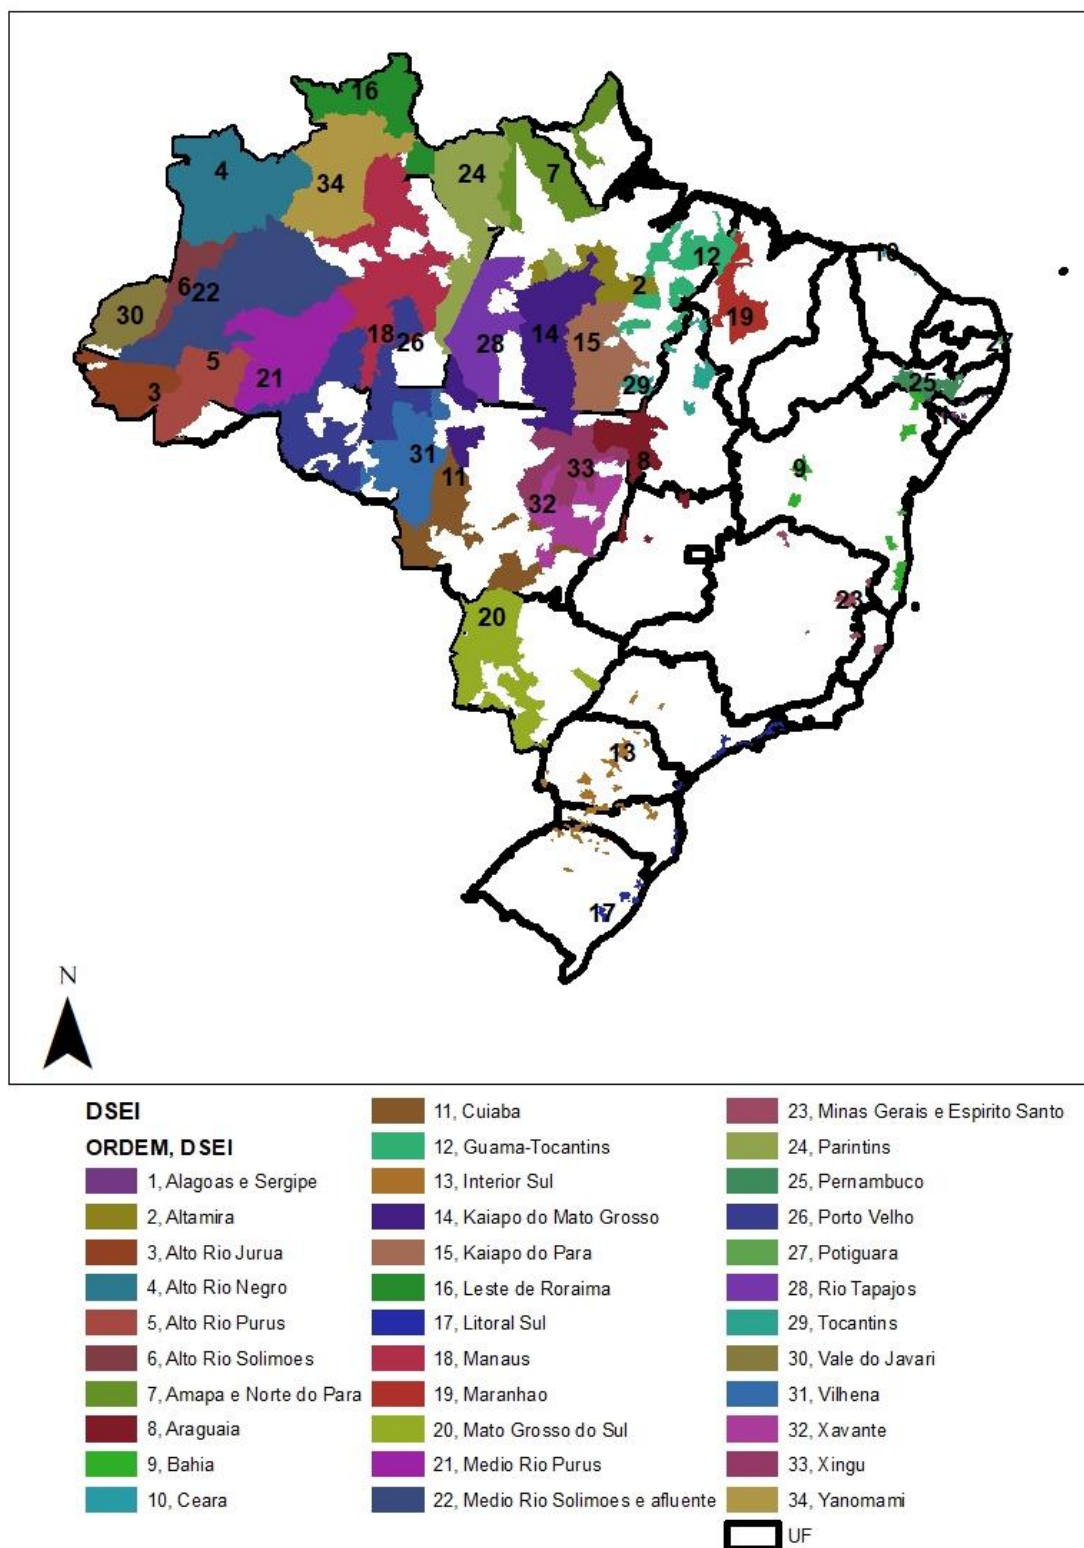 16
4
34
24
7
6
22
30
12
10
2
19
18
26
28
14
15
27
3
5
21
29
25
31
11
33
8
32
9
20
23
13
17
N
DSEI
ORDEM, DSEI
1, Alagoas e Sergipe
2, Altamira
3, Alto Rio Jurua
4, Alto Rio Negro
5, Alto Rio Purus
6, Alto Rio Solimoes
7, Amapa e Norte do Para
8, Araguaia
9, Bahia
10, Ceara
11, Cuiaba
12, Guama-Tocantins
13, Interior Sul
14, Kaiapo do Mato Grosso
15, Kaiapo do Para
16, Leste de Roraima
17, Litoral Sul
18, Manaus
19, Maranhao
20, Mato Grosso do Sul
21, Medio Rio Purus
22, Medio Rio Solimoes e afluente
23, Minas Gerais e Espirito Santo
24, Parintins
25, Pernambuco
26, Porto Velho
27, Potiguara
28, Rio Tapajos
29, Tocantins
30, Vale do Javari
31, Vilhena
32, Xavante
33, Xingu
34, Yanomami
UF